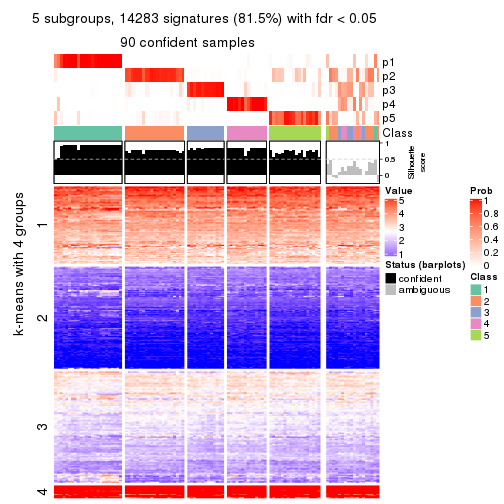 5 subgroups, 14283 signatures (81.5%) with fdr < 0.05
90 confident samples
p1
p2
p3
p4
p5
Class
1
0.5
0
Silhouette
score
k-means with 4 groups
1
2
3
4
Value
5
4
3
2
1
Status (barplots)
confident
ambiguous
Prob
1
0.8
0.6
0.4
0.2
0
Class
1
2
3
4
5